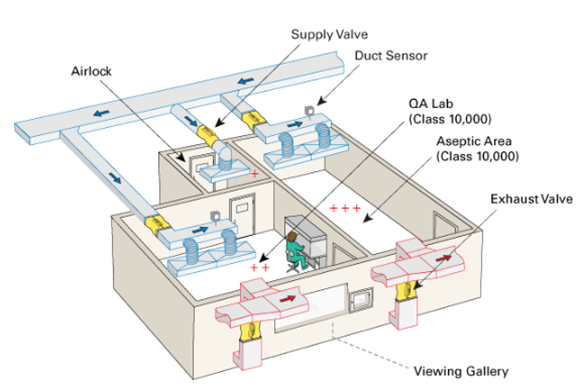 Supply Valve
Duct Sensor
Airlock
QA Lab
(Class 10,000)
Aseptic Area
(Class 10,000)
Exhaust Valve
+
+++
++
Viewing Gallery